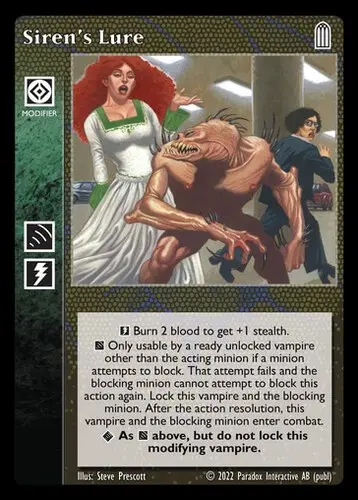 Siren's Lure
MODIFIER
Burn 2 blood to get +1 stealth.
Only usable by a ready unlocked vampire
other than the acting minion if a minion
attempts to block. That attempt fails and the
blocking minion cannot attempt to block this
action again. Lock this vampire and the blocking
minion. After the action resolution, this
vampire and the blocking minion enter combat.
As above, but do not lock this
modifying vampire.
Illus: Steve Prescott © 2022 Paradox Interactive AB (publ)